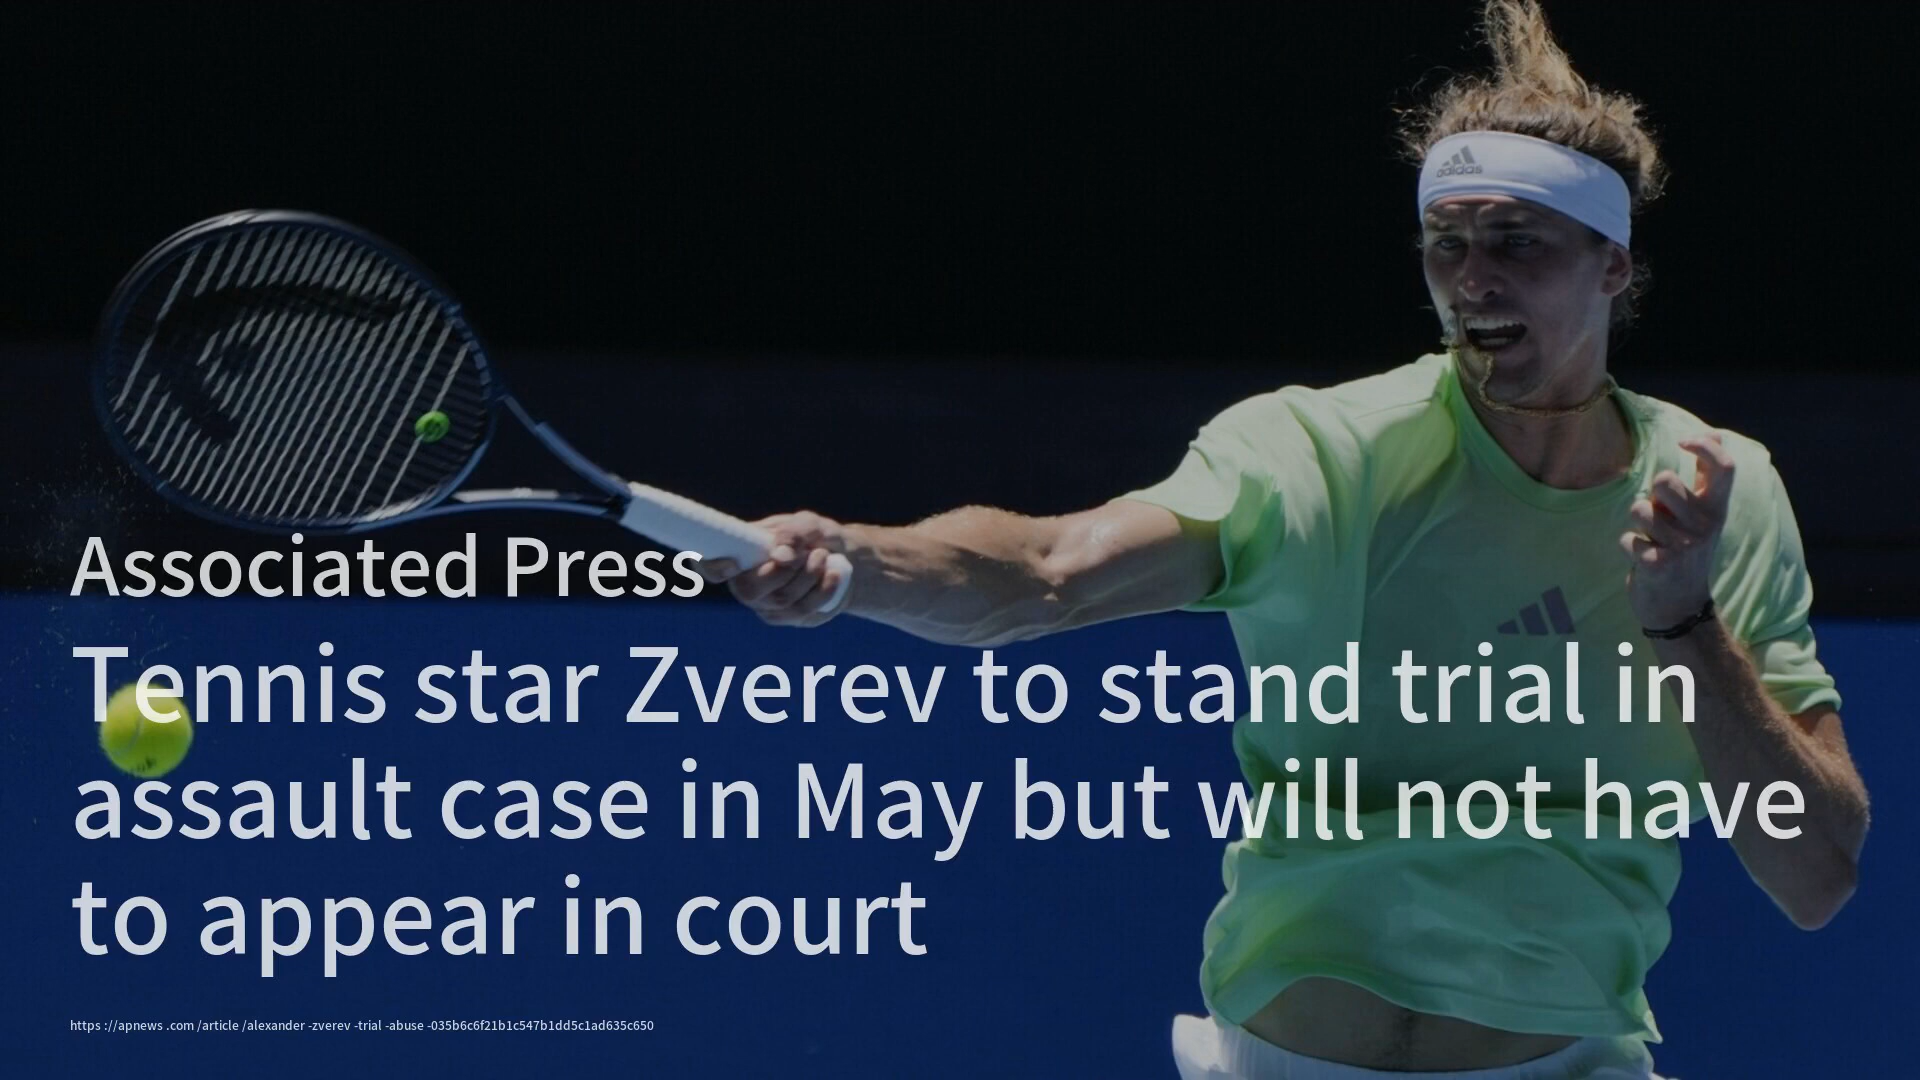 adidas
Associated Press
Tennis star Zverev to stand trial in
assault case in May but will not have
to appear in court
https ://apnews .com /article /alexander -zverev -trial -abuse -035b6c6f21b1c547b1dd5c1ad635c650